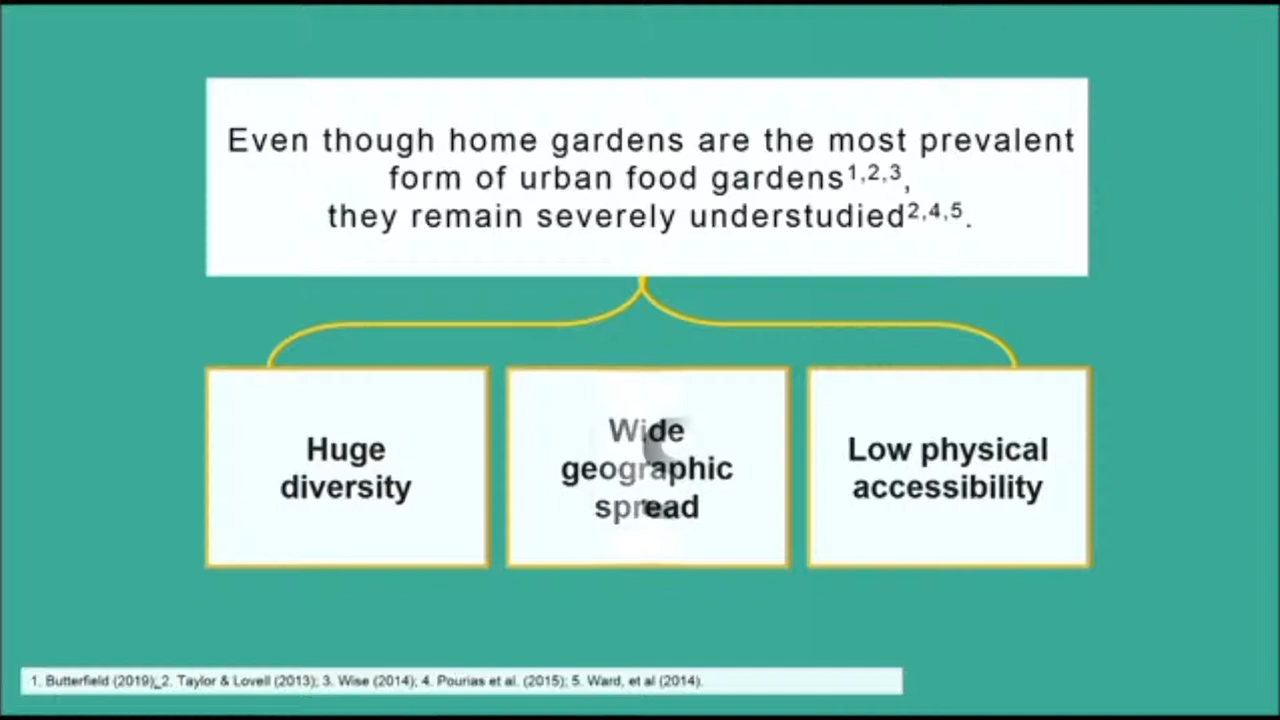 Even though home gardens are the most prevalent
form of urban food gardens1,2,3,
they remain severely understudied2,4,5.
Huge
diversity
Wide
geographic
spread
Low physical
accessibility
1. Butterfield (2019); 2. Taylor & Lovell (2013); 3. Wise (2014); 4. Pourias et al. (2015); 5. Ward, et al (2014).